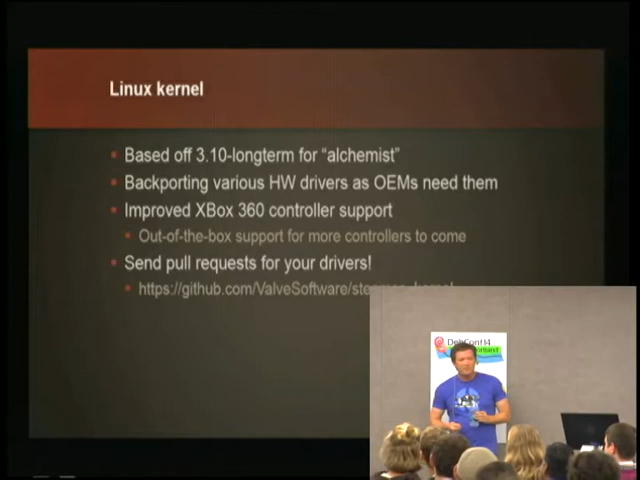 Linux kernel
Based off 3.10-longterm for “alchemist”
Backporting various HW drivers as OEMs need them
Improved XBox 360 controller support
Out-of-the-box support for more controllers to come
Send pull requests for your drivers!
https://github.com/ValveSoftware/steamos_kernel
DebConf14